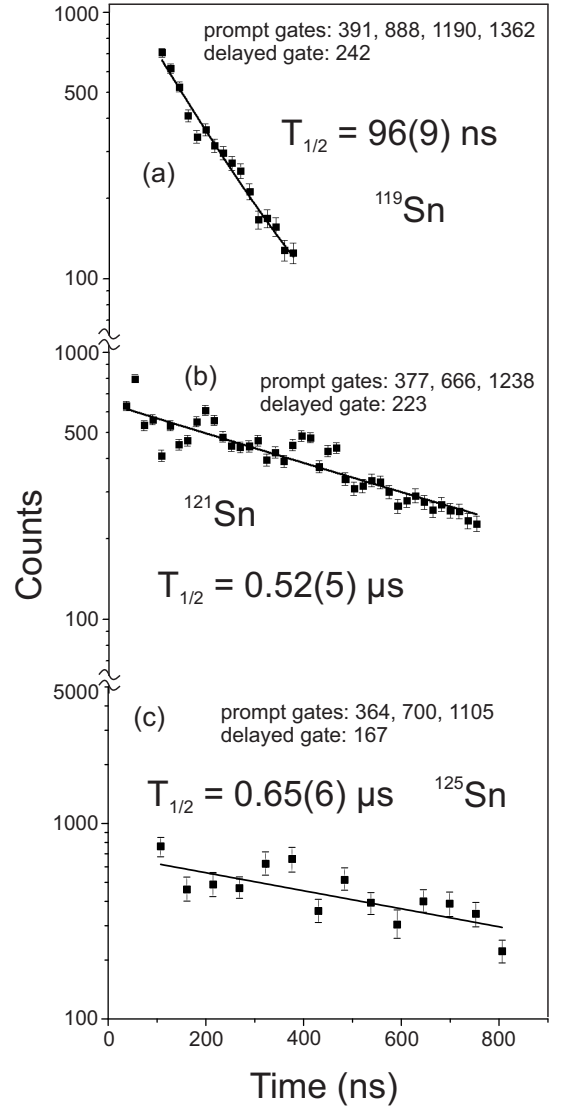 1000
prompt gates: 391, 888, 1190, 1362
delayed gate: 242
500
T1/2 = 96(9) ns
(a)
119Sn
100
1000
(b)
prompt gates: 377, 666, 1238
delayed gate: 223
500
121Sn
Counts
T1/2 = 0.52(5) µs
100
5000
(c)
prompt gates: 364, 700, 1105
delayed gate: 167
T1/2 = 0.65(6) µs
125Sn
1000
100
0 200 400 600 800
Time (ns)